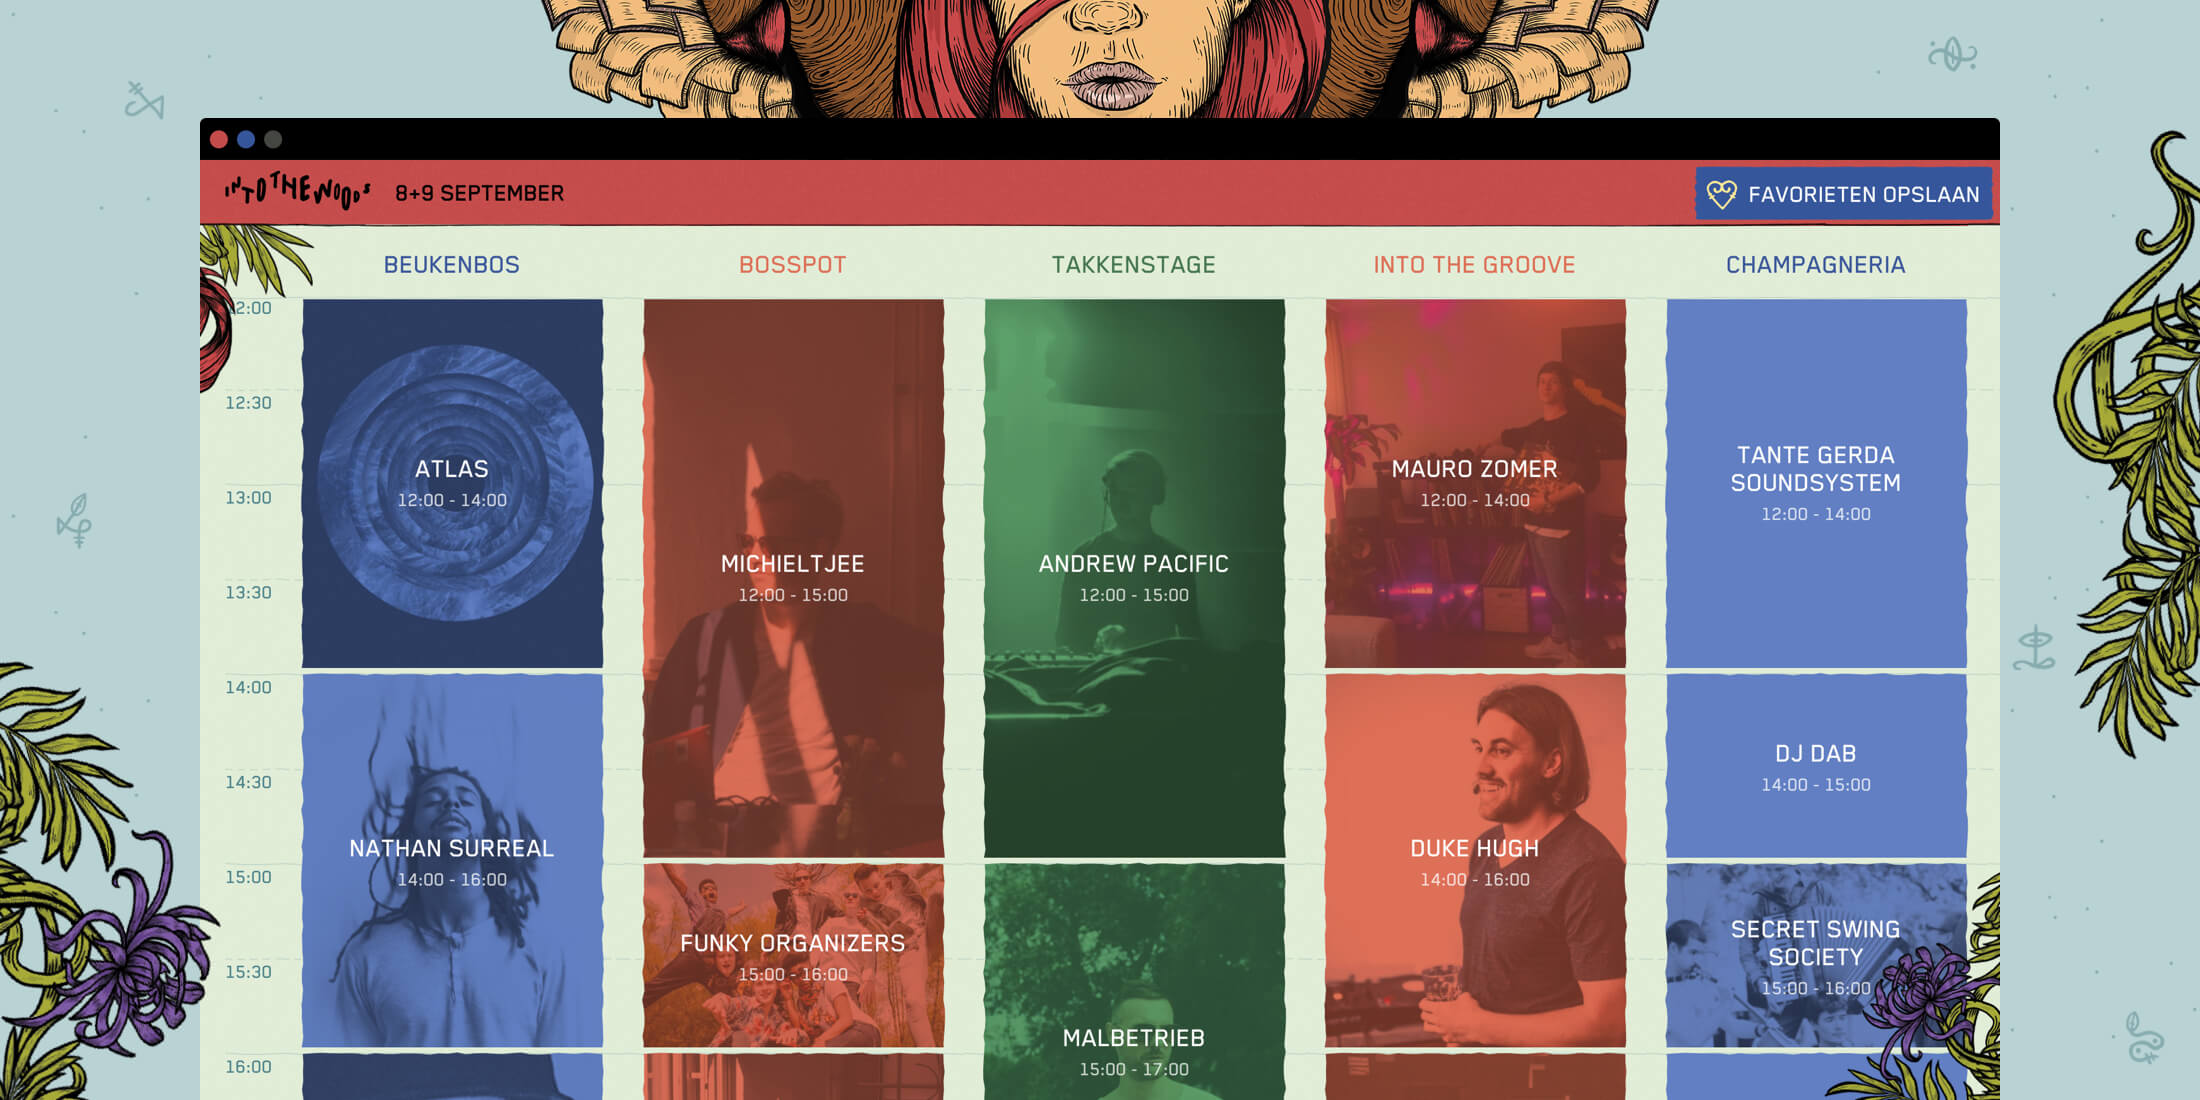 INTO THE WOODS
8+9 SEPTEMBER
FAVORIETEN OPSLAAN
BEUKENBOS
BOSSPOT
TAKKENSTAGE
INTO THE GROOVE
CHAMPAGNERIA
12:00
12:30
13:00
13:30
14:00
14:30
15:00
15:30
16:00
ATLAS
12:00 - 14:00
NATHAN SURREAL
14:00 - 16:00
MICHIELTJEE
12:00 - 15:00
FUNKY ORGANIZERS
15:00 - 16:00
ANDREW PACIFIC
12:00 - 15:00
MALBETRIEB
15:00 - 17:00
MAURO ZOMER
12:00 - 14:00
DUKE HUGH
14:00 - 16:00
TANTE GERDA
SOUNDSYSTEM
12:00 - 14:00
DJ DAB
14:00 - 15:00
SECRET SWING
SOCIETY
15:00 - 16:00